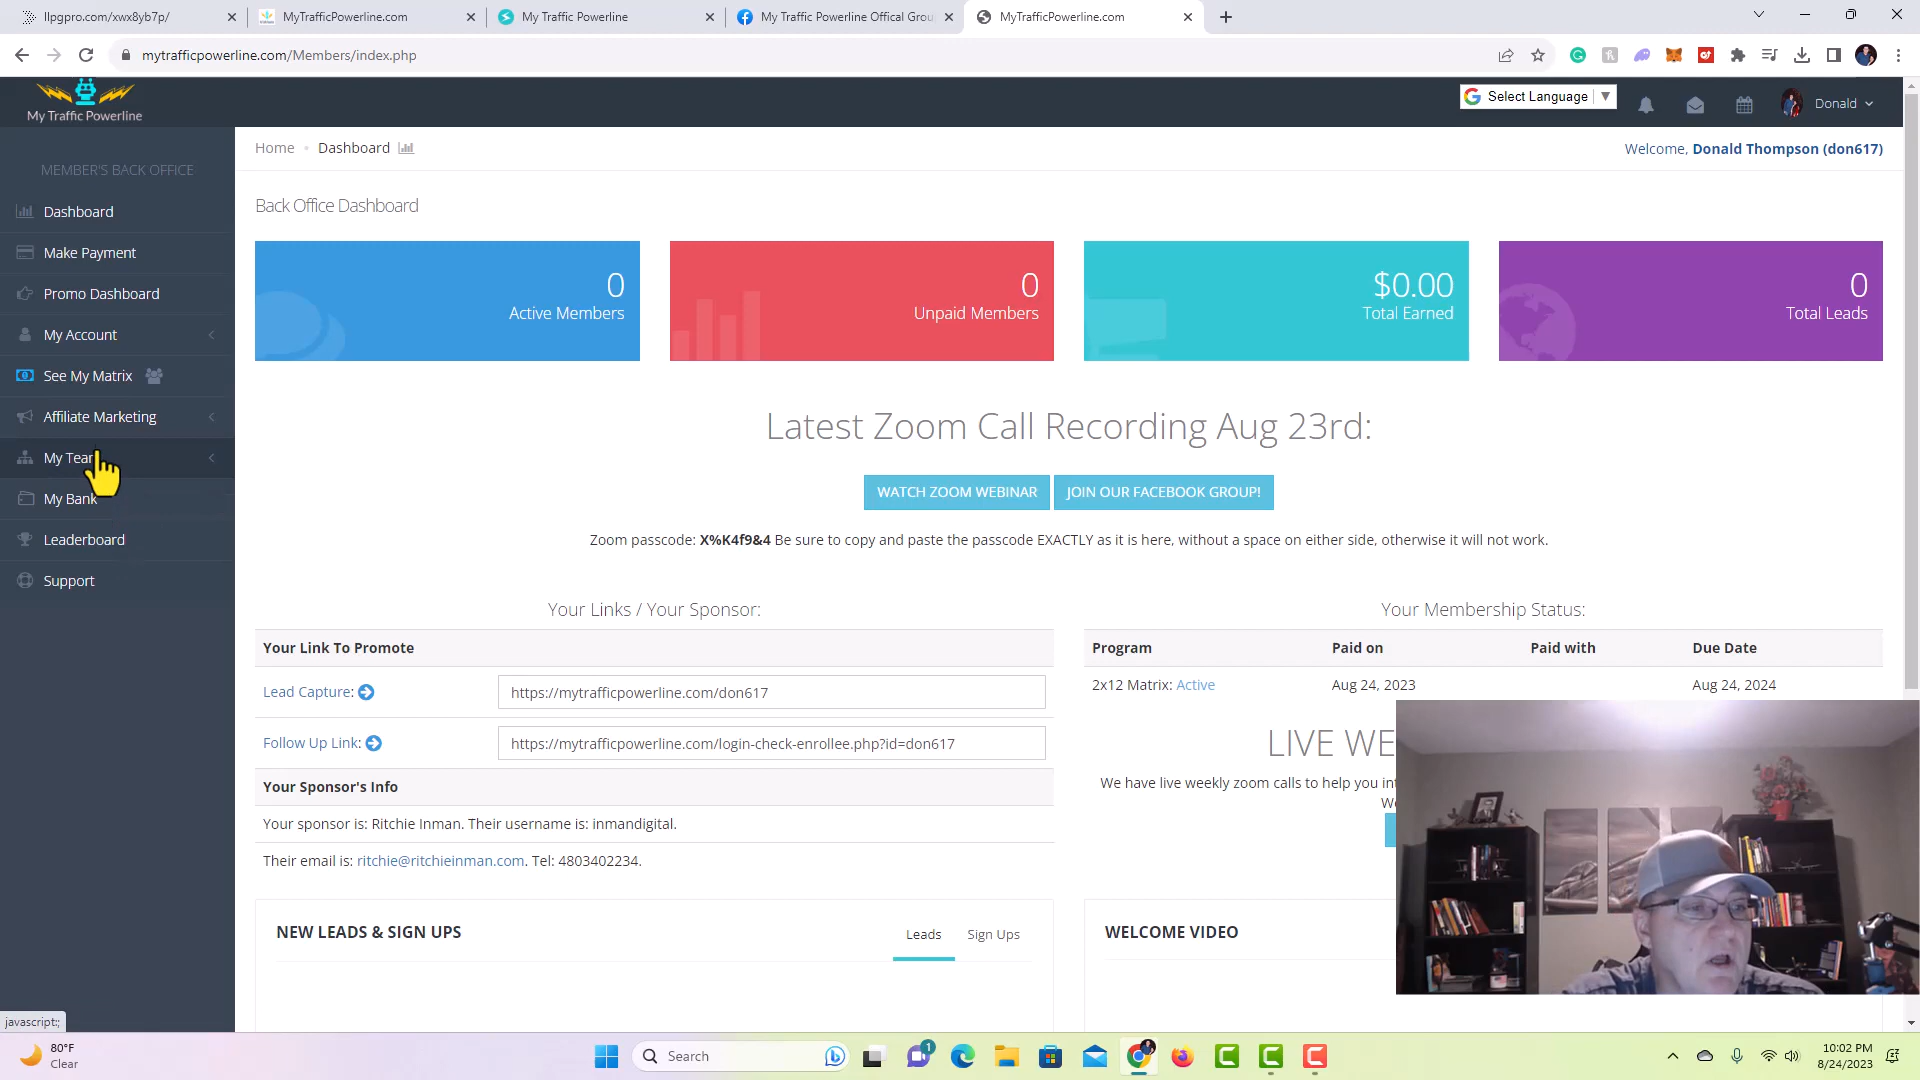 llpgpro.com/xwx8yb7p/
MyTrafficPowerline.com
My Traffic Powerline
My Traffic Powerline Offical Grou
MyTrafficPowerline.com
mytrafficpowerline.com/Members/index.php
My Traffic Powerline
Select Language
Donald
MEMBER'S BACK OFFICE
Dashboard
Make Payment
Promo Dashboard
My Account
See My Matrix
Affiliate Marketing
My Team
My Bank
Leaderboard
Support
Home • Dashboard
Welcome, Donald Thompson (don617)
Back Office Dashboard
0
Active Members
0
Unpaid Members
$0.00
Total Earned
0
Total Leads
Latest Zoom Call Recording Aug 23rd:
WATCH ZOOM WEBINAR
JOIN OUR FACEBOOK GROUP!
Zoom passcode: X%K4f9&4 Be sure to copy and paste the passcode EXACTLY as it is here, without a space on either side, otherwise it will not work.
Your Links / Your Sponsor:
Your Link To Promote
Lead Capture:
https://mytrafficpowerline.com/don617
Follow Up Link:
https://mytrafficpowerline.com/login-check-enrollee.php?id=don617
Your Sponsor's Info
Your sponsor is: Ritchie Inman. Their username is: inmandigital.
Their email is: ritchie@ritchieinman.com. Tel: 4803402234.
Your Membership Status:
Program Paid on Paid with Due Date
2x12 Matrix: Active Aug 24, 2023 Aug 24, 2024
LIVE WE
We have live weekly zoom calls to help you int
We
NEW LEADS & SIGN UPS
Leads
Sign Ups
WELCOME VIDEO
javascript:;
80°F
Clear
Search
1
10:02 PM
8/24/2023